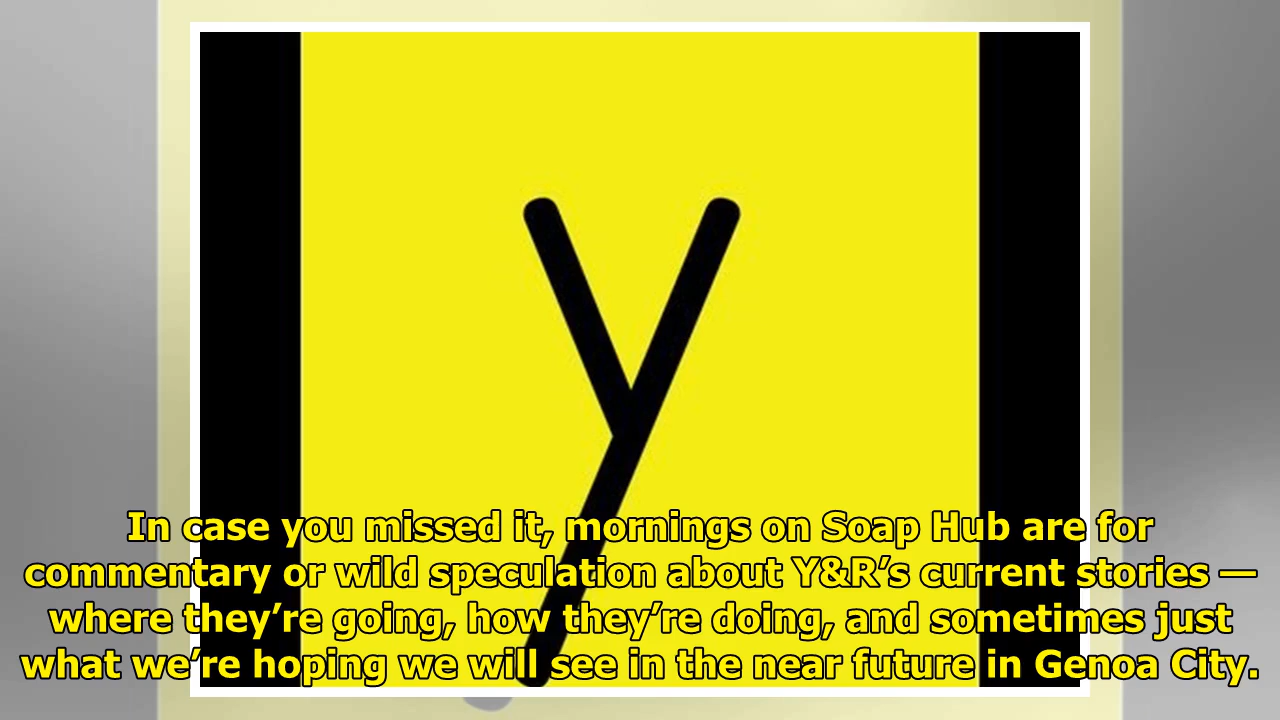 y
In case you missed it, mornings on Soap Hub are for
commentary or wild speculation about Y&R’s current stories —
where they’re going, how they’re doing, and sometimes just
what we’re hoping we will see in the near future in Genoa City.